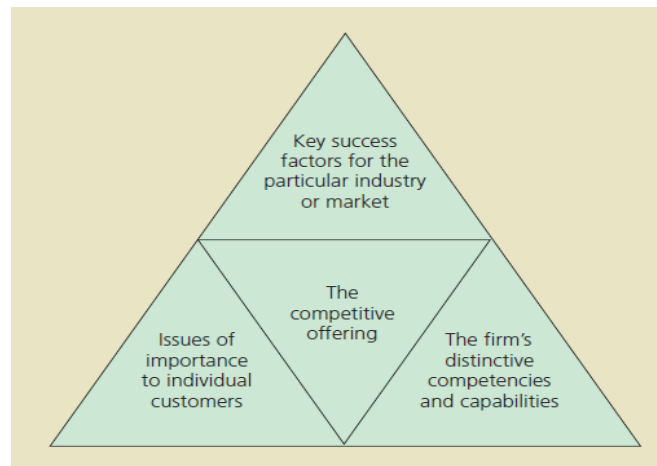 Key success
factors for the
particular industry
or market
The
competitive
offering
Issues of
importance
to individual
customers
The firm's
distinctive
competencies
and capabilities